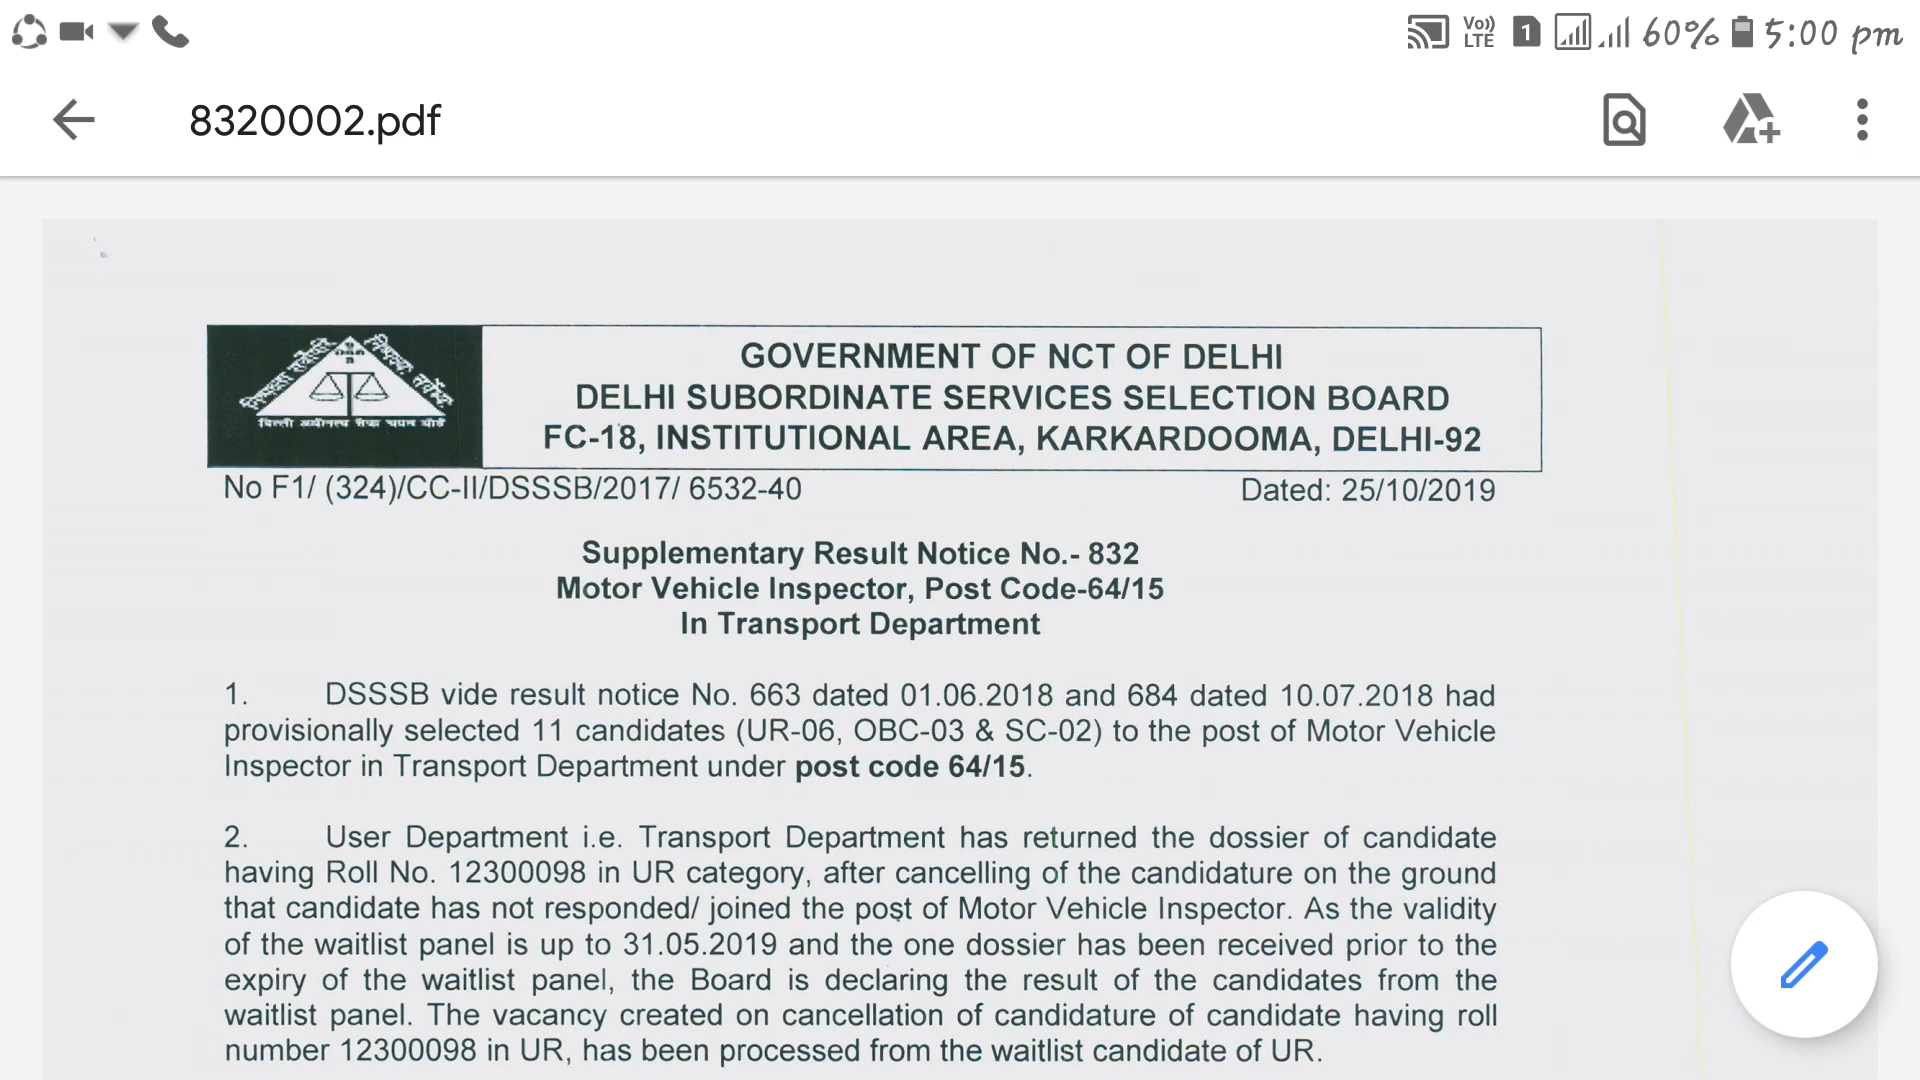 Vo))
LTE
1
60%
5:00 pm
8320002.pdf
दिल्ली अधीनस्थ सेवा चयन बोर्ड
GOVERNMENT OF NCT OF DELHI
DELHI SUBORDINATE SERVICES SELECTION BOARD
FC-18, INSTITUTIONAL AREA, KARKARDOOMA, DELHI-92
No F1/ (324)/CC-II/DSSSB/2017/ 6532-40
Dated: 25/10/2019
Supplementary Result Notice No.- 832
Motor Vehicle Inspector, Post Code-64/15
In Transport Department
1. DSSSB vide result notice No. 663 dated 01.06.2018 and 684 dated 10.07.2018 had
provisionally selected 11 candidates (UR-06, OBC-03 & SC-02) to the post of Motor Vehicle
Inspector in Transport Department under post code 64/15.
2. User Department i.e. Transport Department has returned the dossier of candidate
having Roll No. 12300098 in UR category, after cancelling of the candidature on the ground
that candidate has not responded/ joined the post of Motor Vehicle Inspector. As the validity
of the waitlist panel is up to 31.05.2019 and the one dossier has been received prior to the
expiry of the waitlist panel, the Board is declaring the result of the candidates from the
waitlist panel. The vacancy created on cancellation of candidature of candidate having roll
number 12300098 in UR, has been processed from the waitlist candidate of UR.